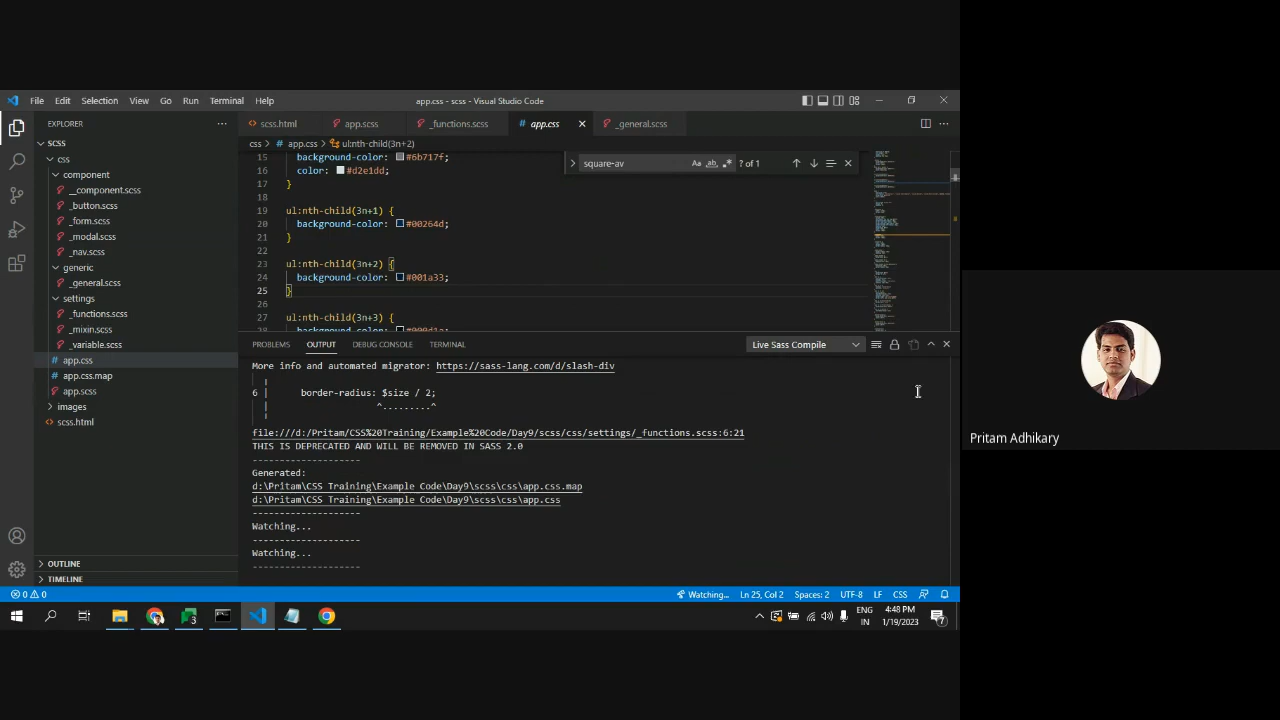 File Edit Selection View Go Run Terminal Help
app.css - scss - Visual Studio Code
EXPLORER
SCSS
css
component
__component.scss
_button.scss
_form.scss
_modal.scss
_nav.scss
generic
_general.scss
settings
_functions.scss
_mixin.scss
_variable.scss
app.css
app.css.map
app.scss
images
scss.html
OUTLINE
TIMELINE
scss.html app.scss _functions.scss # app.css _general.scss
css > # app.css > ul:nth-child(3n+2)
square-av Aa ab ? of 1
15 background-color: #6b717f;
16 color: #d2e1dd;
17 }
18
19 ul:nth-child(3n+1) {
20 background-color: #00264d;
21 }
22
23 ul:nth-child(3n+2) {
24 background-color: #001a33;
25 }
26
27 ul:nth-child(3n+3) {
28 background-color: #000d1a;
PROBLEMS OUTPUT DEBUG CONSOLE TERMINAL Live Sass Compile
More info and automated migrator: https://sass-lang.com/d/slash-div
6 | border-radius: $size / 2;
^.........^
file:///d:/Pritam/CSS%20Training/Example%20Code/Day9/scss/css/settings/_functions.scss:6:21
THIS IS DEPRECATED AND WILL BE REMOVED IN SASS 2.0
--------------------
Generated:
d:\Pritam\CSS Training\Example Code\Day9\scss\css\app.css.map
d:\Pritam\CSS Training\Example Code\Day9\scss\css\app.css
--------------------
Watching...
--------------------
Watching...
--------------------
0 0 Watching... Ln 25, Col 2 Spaces: 2 UTF-8 LF CSS
ENG
IN
4:48 PM
1/19/2023
7
Pritam Adhikary